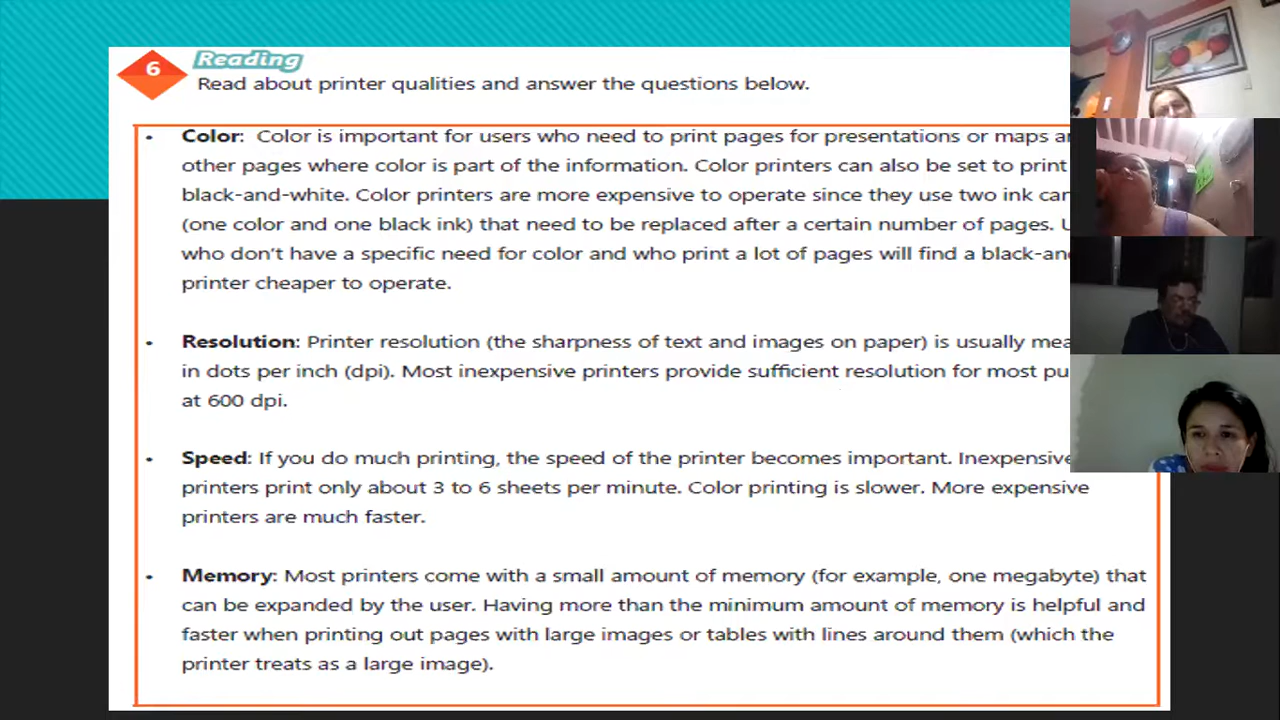 6
Reading
Read about printer qualities and answer the questions below.
• Color: Color is important for users who need to print pages for presentations or maps
other pages where color is part of the information. Color printers can also be set to print
black-and-white. Color printers are more expensive to operate since they use two ink
(one color and one black ink) that need to be replaced after a certain number of pages.
who don't have a specific need for color and who print a lot of pages will find a
printer cheaper to operate.
• Resolution: Printer resolution (the sharpness of text and images on paper) is usually
in dots per inch (dpi). Most inexpensive printers provide sufficient resolution for most
at 600 dpi.
• Speed: If you do much printing, the speed of the printer becomes important. Inexpensive
printers print only about 3 to 6 sheets per minute. Color printing is slower. More expensive
printers are much faster.
• Memory: Most printers come with a small amount of memory (for example, one megabyte) that
can be expanded by the user. Having more than the minimum amount of memory is helpful and
faster when printing out pages with large images or tables with lines around them (which the
printer treats as a large image).